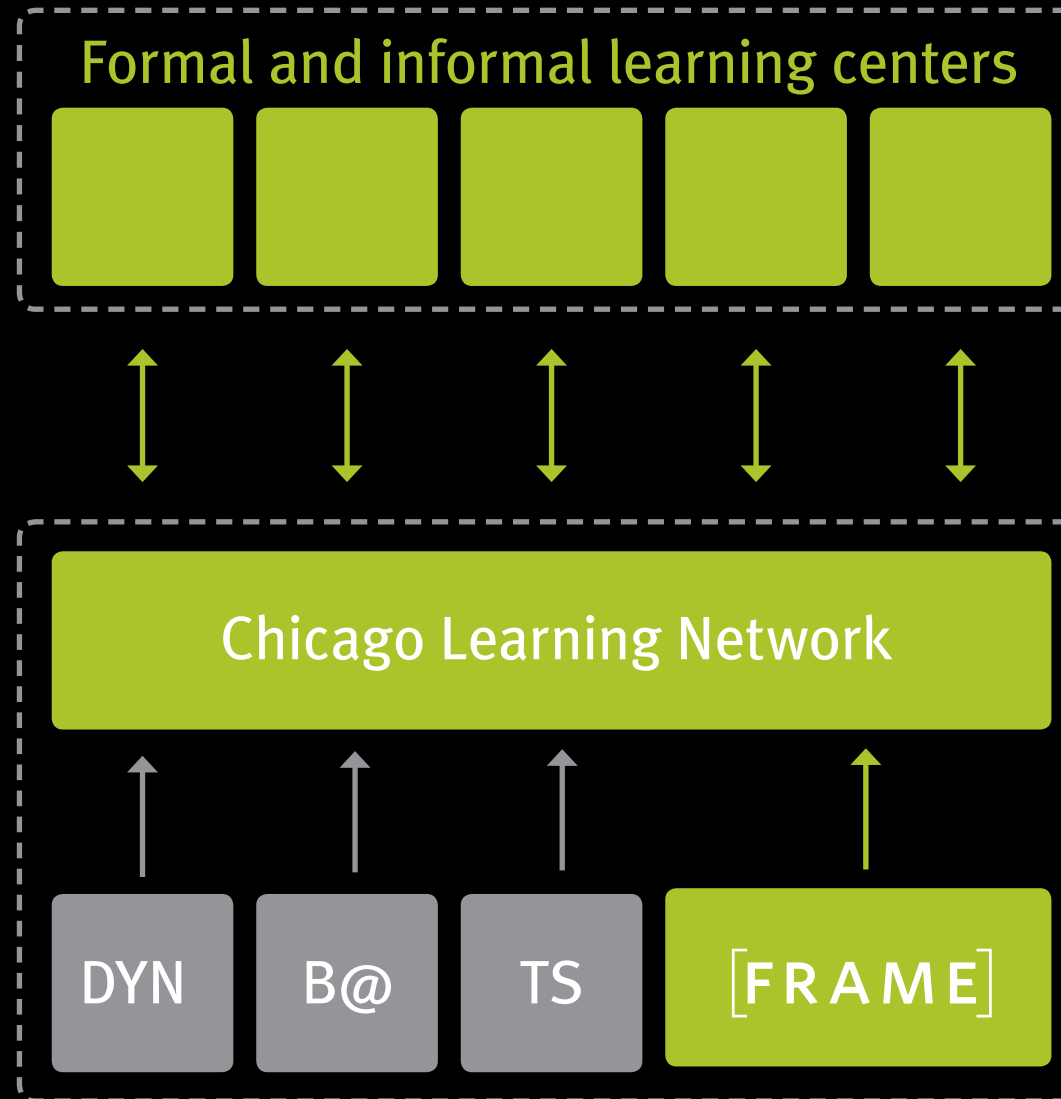 Formal and informal learning centers
Chicago Learning Network
DYN
B@
TS
[FRAME]